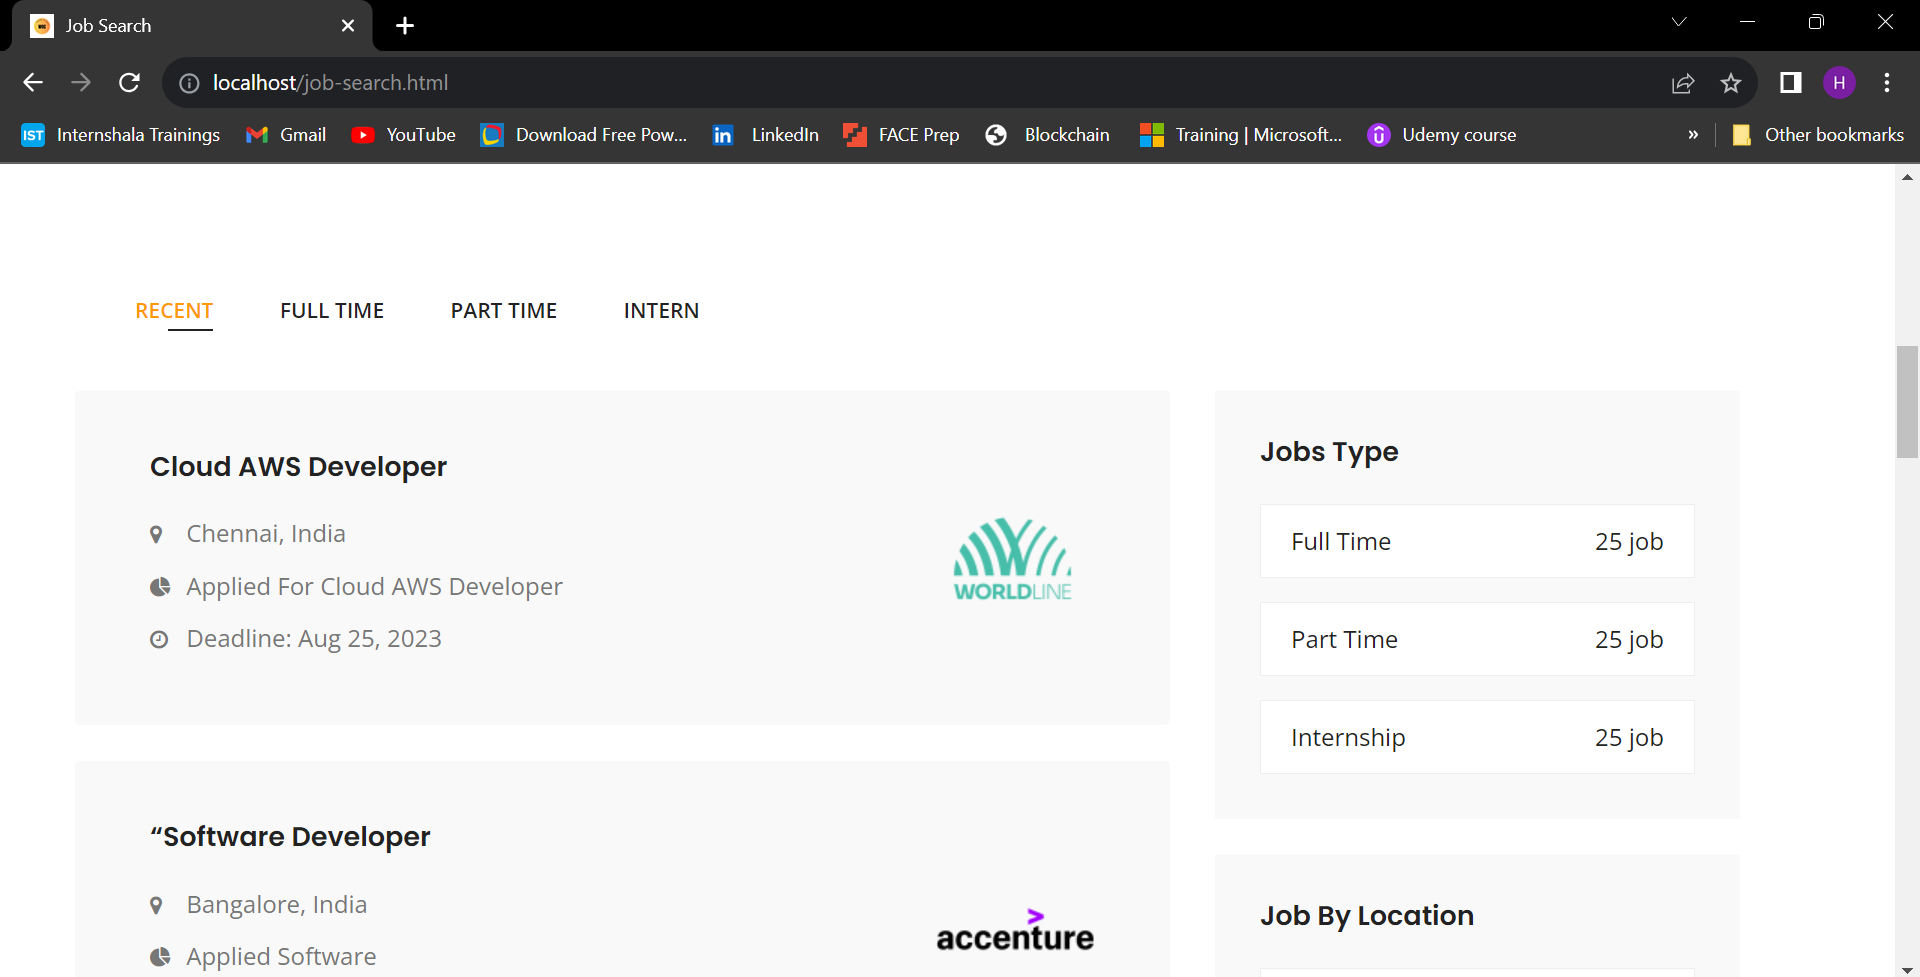 Job Search
localhost/job-search.html
H
IST Internshala Trainings Gmail YouTube Download Free Pow... in LinkedIn FACE Prep Blockchain Training | Microsoft... Udemy course » Other bookmarks
RECENT FULL TIME PART TIME INTERN
Cloud AWS Developer
Chennai, India
Applied For Cloud AWS Developer
Deadline: Aug 25, 2023
WORLDLINE
“Software Developer
Bangalore, India
Applied Software
accenture
Jobs Type
Full Time 25 job
Part Time 25 job
Internship 25 job
Job By Location